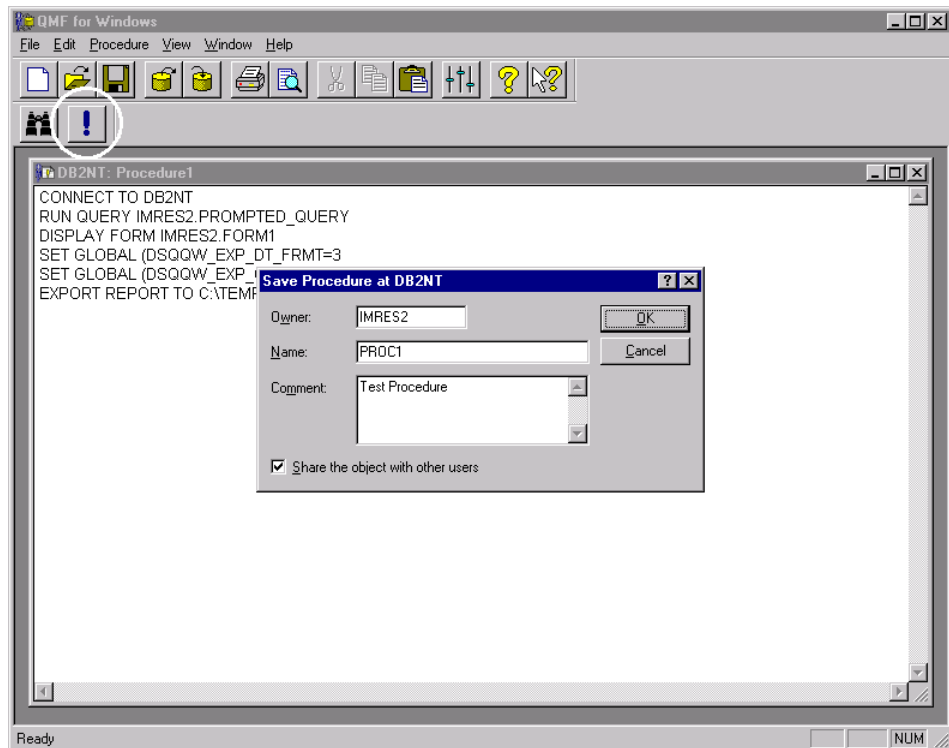 QMF for Windows
File Edit Procedure View Window Help
DB2NT: Procedure1
CONNECT TO DB2NT
RUN QUERY IMRES2.PROMPTED_QUERY
DISPLAY FORM IMRES2.FORM1
SET GLOBAL (DSQQW_EXP_DT_FRMT=3
SET GLOBAL (DSQQW_EXP_
EXPORT REPORT TO C:\TEMP
Save Procedure at DB2NT
Owner: IMRES2 OK
Name: PROC1 Cancel
Comment: Test Procedure
Share the object with other users
Ready NUM